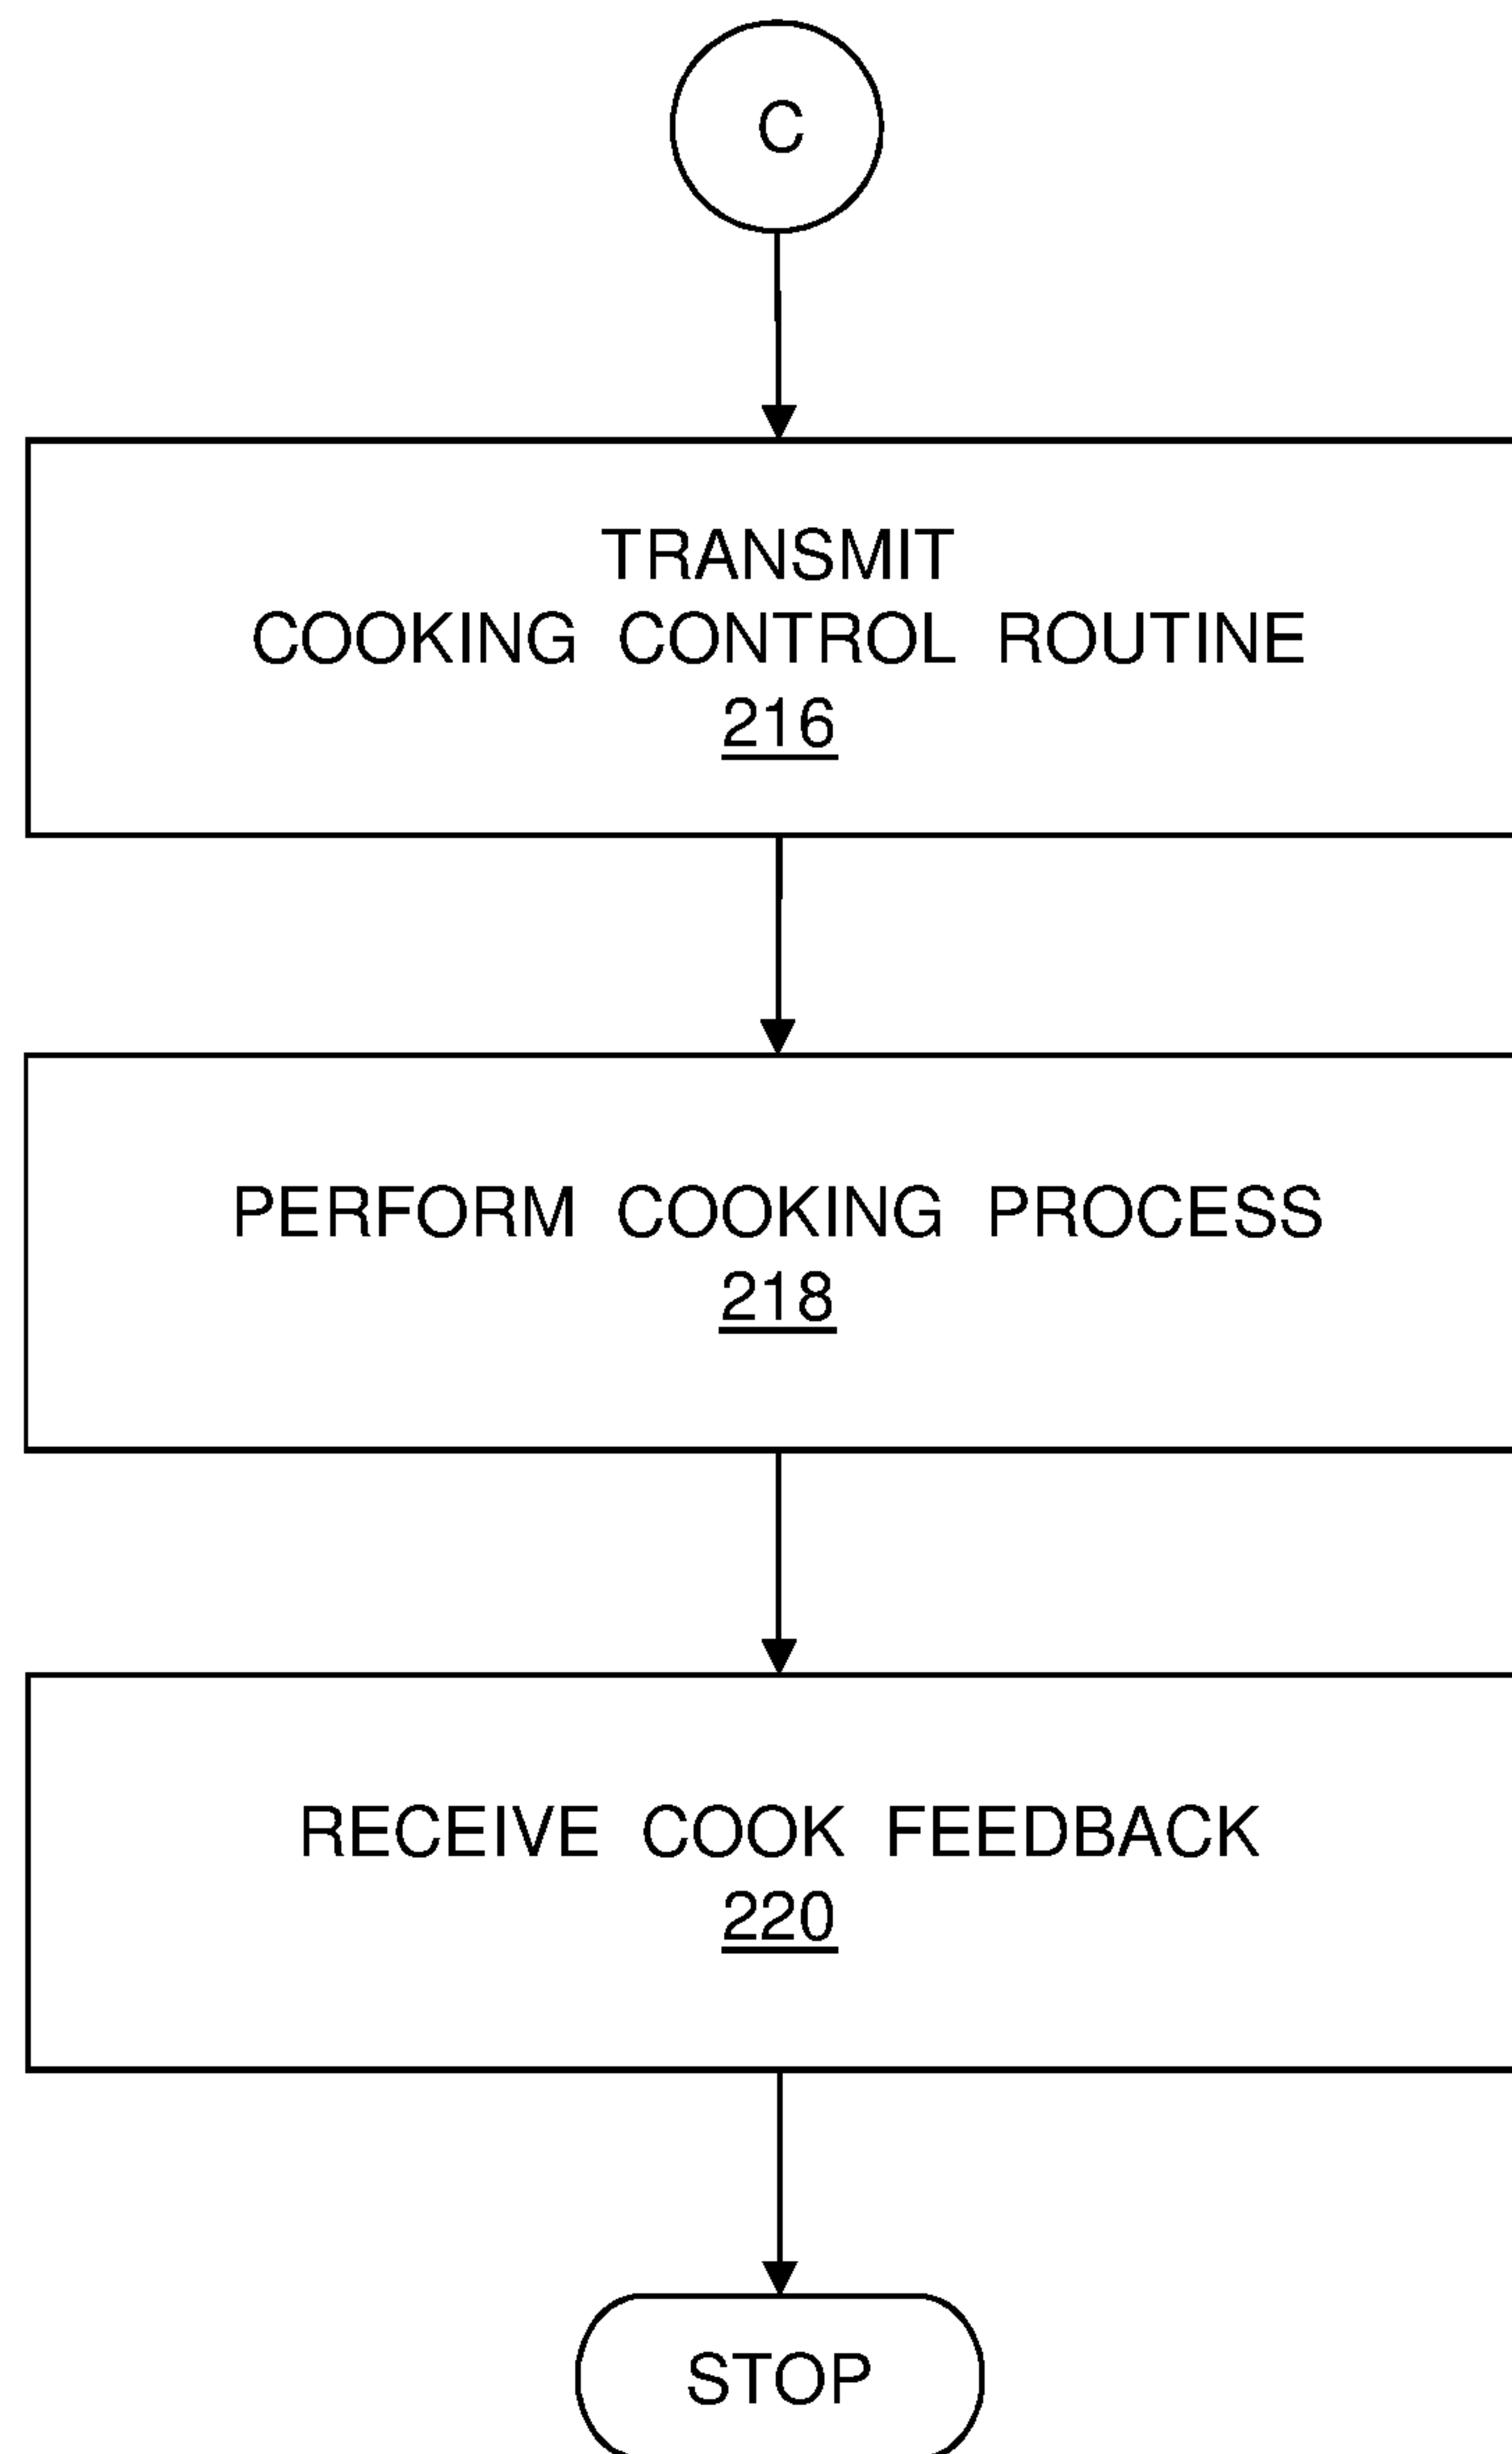 C
TRANSMIT
COOKING CONTROL ROUTINE
216
PERFORM COOKING PROCESS
218
RECEIVE COOK FEEDBACK
220
STOP